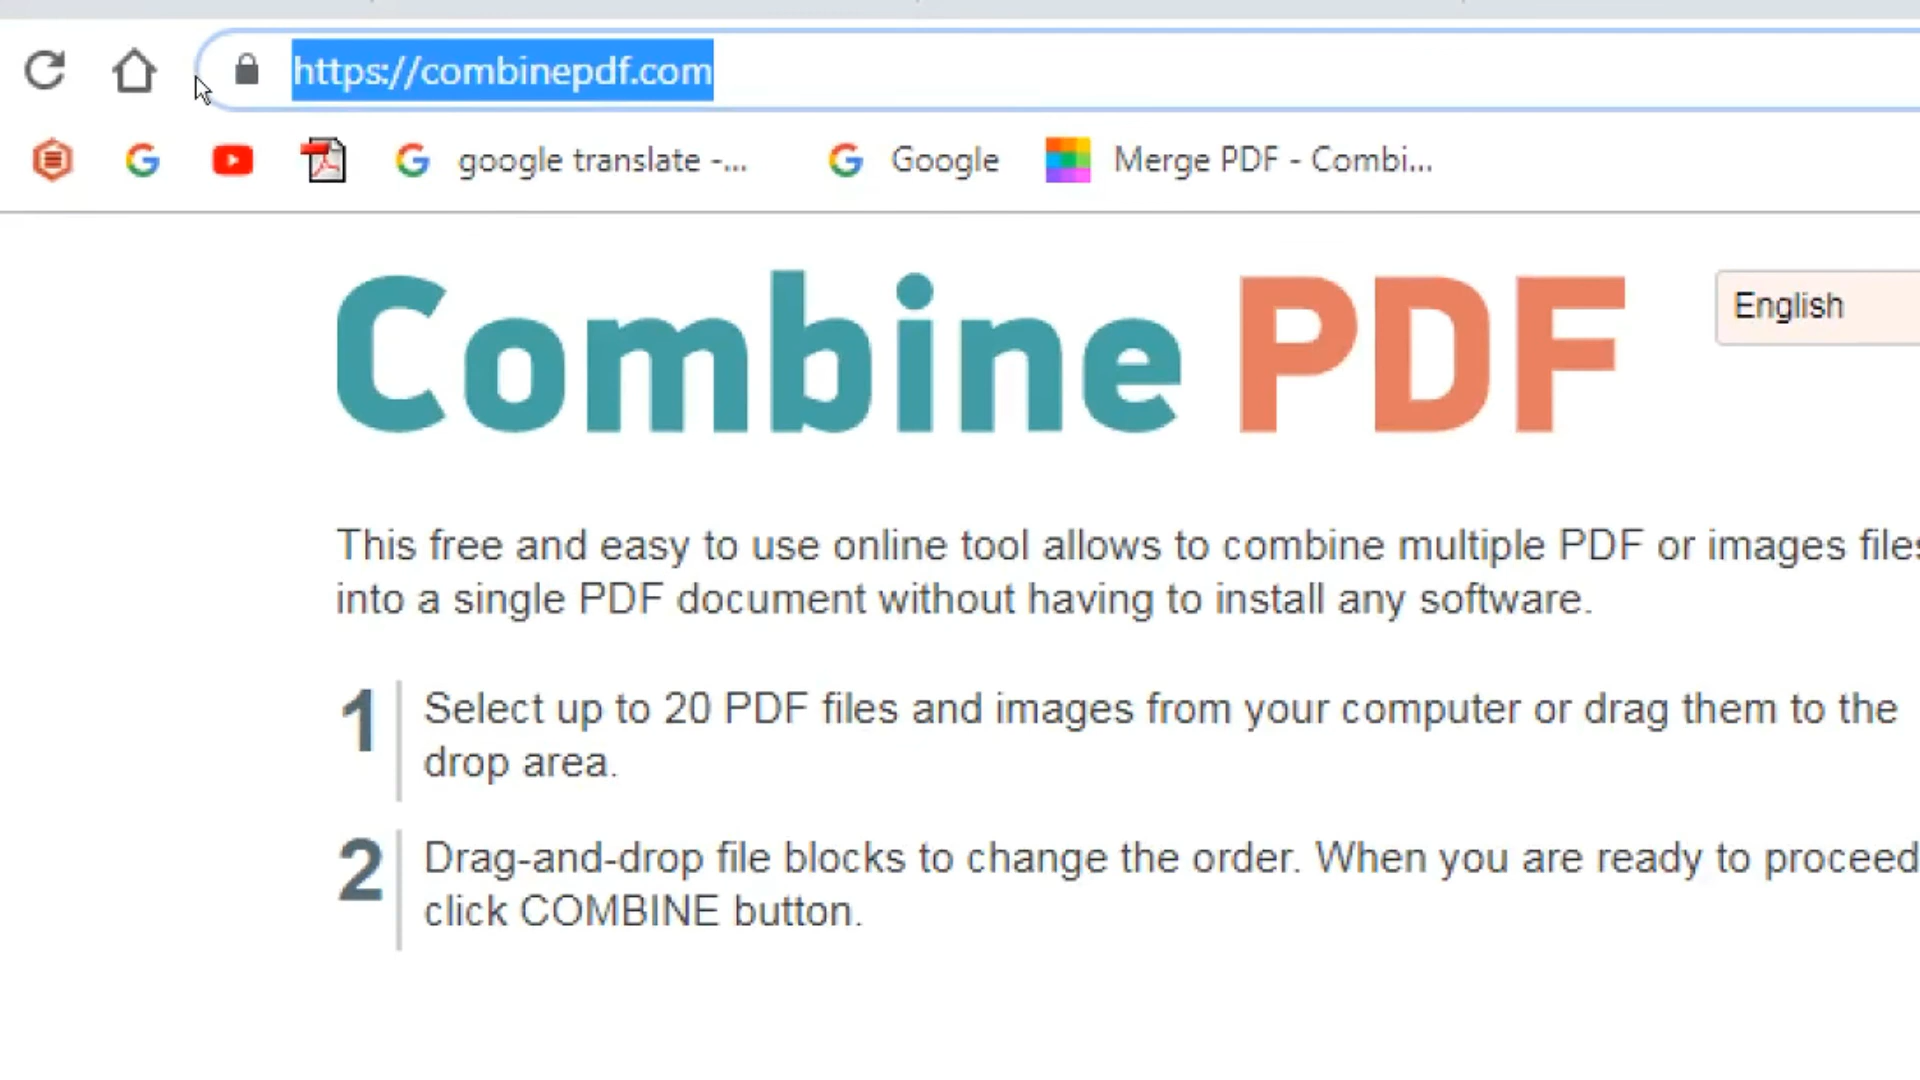 https://combinepdf.com
google translate -...
Google
Merge PDF - Combi...
Combine PDF
English
This free and easy to use online tool allows to combine multiple PDF or images files
into a single PDF document without having to install any software.
1
Select up to 20 PDF files and images from your computer or drag them to the
drop area.
2
Drag-and-drop file blocks to change the order. When you are ready to proceed
click COMBINE button.